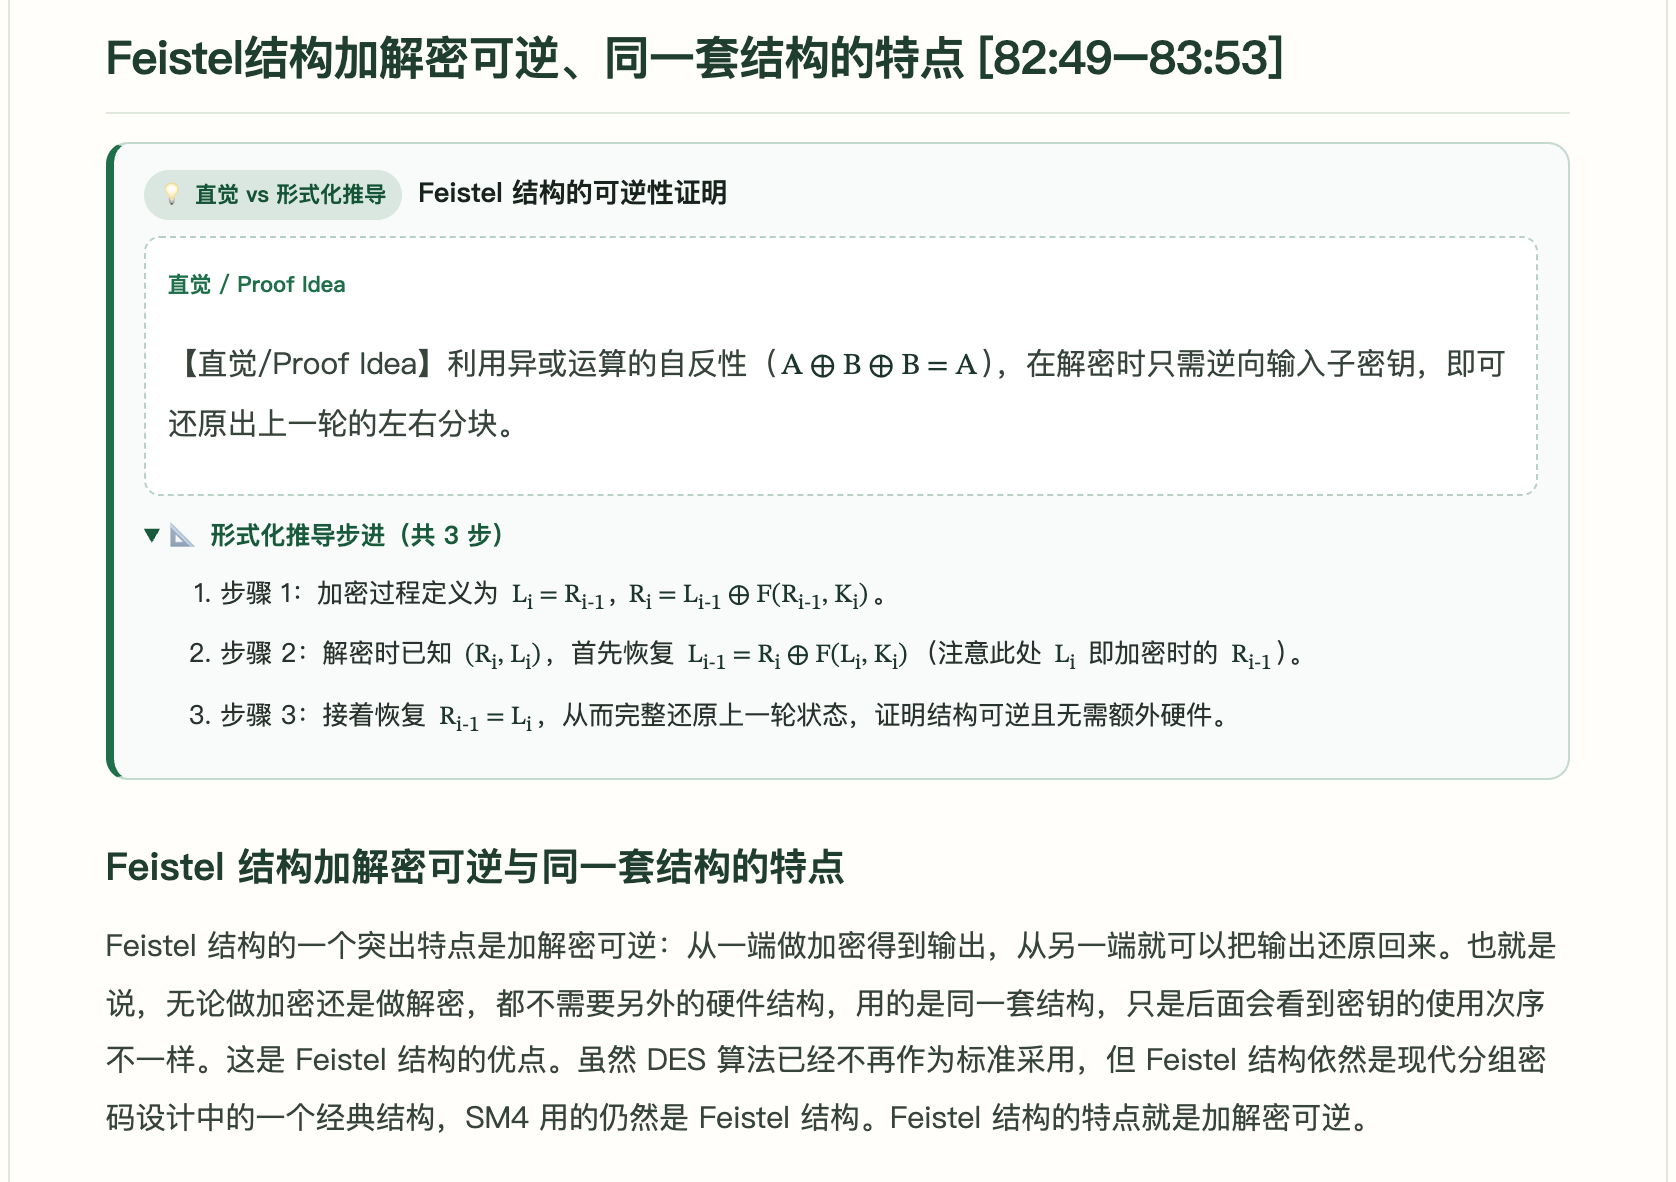 Feistel结构加解密可逆、同一套结构的特点 [82:49—83:53]
💡 直觉 vs 形式化推导 Feistel 结构的可逆性证明
直觉 / Proof Idea
【直觉/Proof Idea】利用异或运算的自反性（A ⊕ B ⊕ B = A），在解密时只需逆向输入子密钥，即可
还原出上一轮的左右分块。
▼ 📐 形式化推导步进（共 3 步）
1. 步骤 1：加密过程定义为 L_i = R_{i-1}, R_i = L_{i-1} ⊕ F(R_{i-1}, K_i)。
2. 步骤 2：解密时已知 (R_i, L_i)，首先恢复 L_{i-1} = R_i ⊕ F(L_i, K_i)（注意此处 L_i 即加密时的 R_{i-1}）。
3. 步骤 3：接着恢复 R_{i-1} = L_i，从而完整还原上一轮状态，证明结构可逆且无需额外硬件。
Feistel 结构加解密可逆与同一套结构的特点
Feistel 结构的一个突出特点是加解密可逆：从一端做加密得到输出，从另一端就可以把输出还原回来。也就是
说，无论做加密还是做解密，都不需要另外的硬件结构，用的是同一套结构，只是后面会看到密钥的使用次序
不一样。这是 Feistel 结构的优点。虽然 DES 算法已经不再作为标准采用，但 Feistel 结构依然是现代分组密
码设计中的一个经典结构，SM4 用的仍然是 Feistel 结构。Feistel 结构的特点就是加解密可逆。